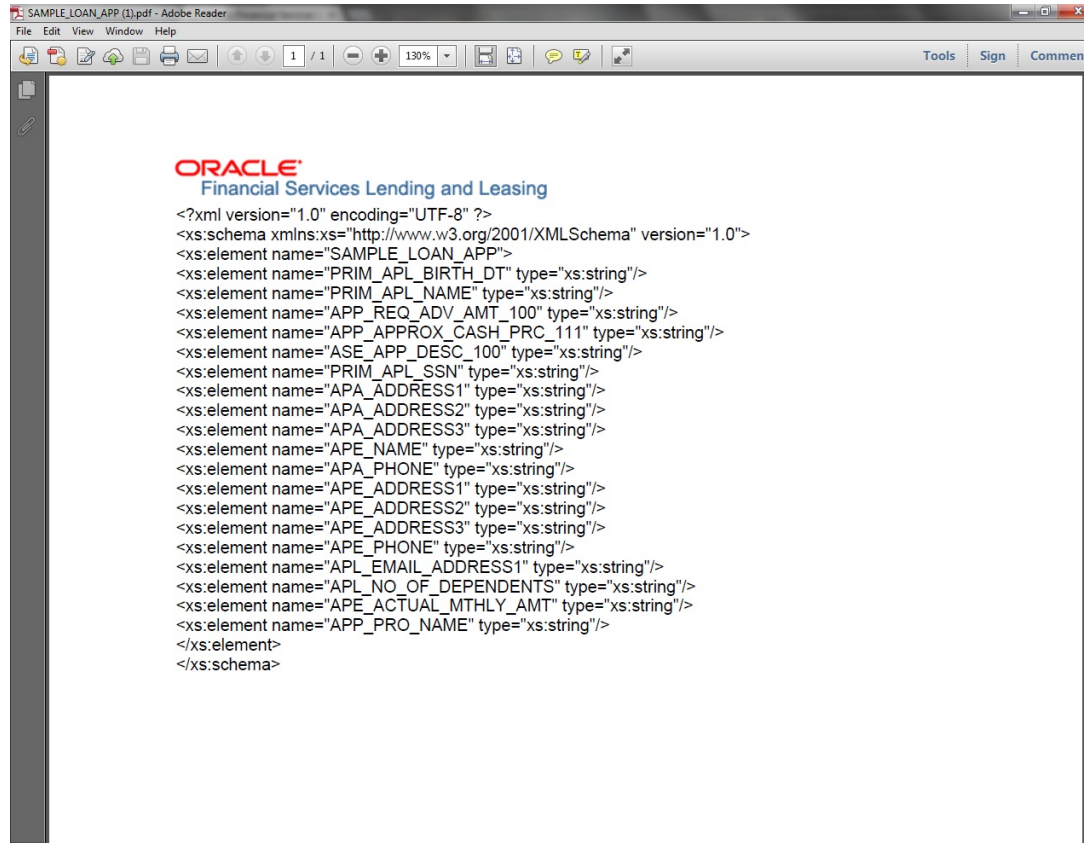 SAMPLE_LOAN_APP (1).pdf - Adobe Reader
File Edit View Window Help
1 / 1 130% Tools Sign Commen
ORACLE
Financial Services Lending and Leasing
<?xml version="1.0" encoding="UTF-8" ?>
<xs:schema xmlns:xs="http://www.w3.org/2001/XMLSchema" version="1.0">
<xs:element name="SAMPLE_LOAN_APP">
<xs:element name="PRIM_APL_BIRTH_DT" type="xs:string"/>
<xs:element name="PRIM_APL_NAME" type="xs:string"/>
<xs:element name="APP_REQ_ADV_AMT_100" type="xs:string"/>
<xs:element name="APP_APPROX_CASH_PRC_111" type="xs:string"/>
<xs:element name="ASE_APP_DESC_100" type="xs:string"/>
<xs:element name="PRIM_APL_SSN" type="xs:string"/>
<xs:element name="APA_ADDRESS1" type="xs:string"/>
<xs:element name="APA_ADDRESS2" type="xs:string"/>
<xs:element name="APA_ADDRESS3" type="xs:string"/>
<xs:element name="APE_NAME" type="xs:string"/>
<xs:element name="APA_PHONE" type="xs:string"/>
<xs:element name="APE_ADDRESS1" type="xs:string"/>
<xs:element name="APE_ADDRESS2" type="xs:string"/>
<xs:element name="APE_ADDRESS3" type="xs:string"/>
<xs:element name="APE_PHONE" type="xs:string"/>
<xs:element name="APL_EMAIL_ADDRESS1" type="xs:string"/>
<xs:element name="APL_NO_OF_DEPENDENTS" type="xs:string"/>
<xs:element name="APE_ACTUAL_MTHLY_AMT" type="xs:string"/>
<xs:element name="APP_PRO_NAME" type="xs:string"/>
</xs:element>
</xs:schema>